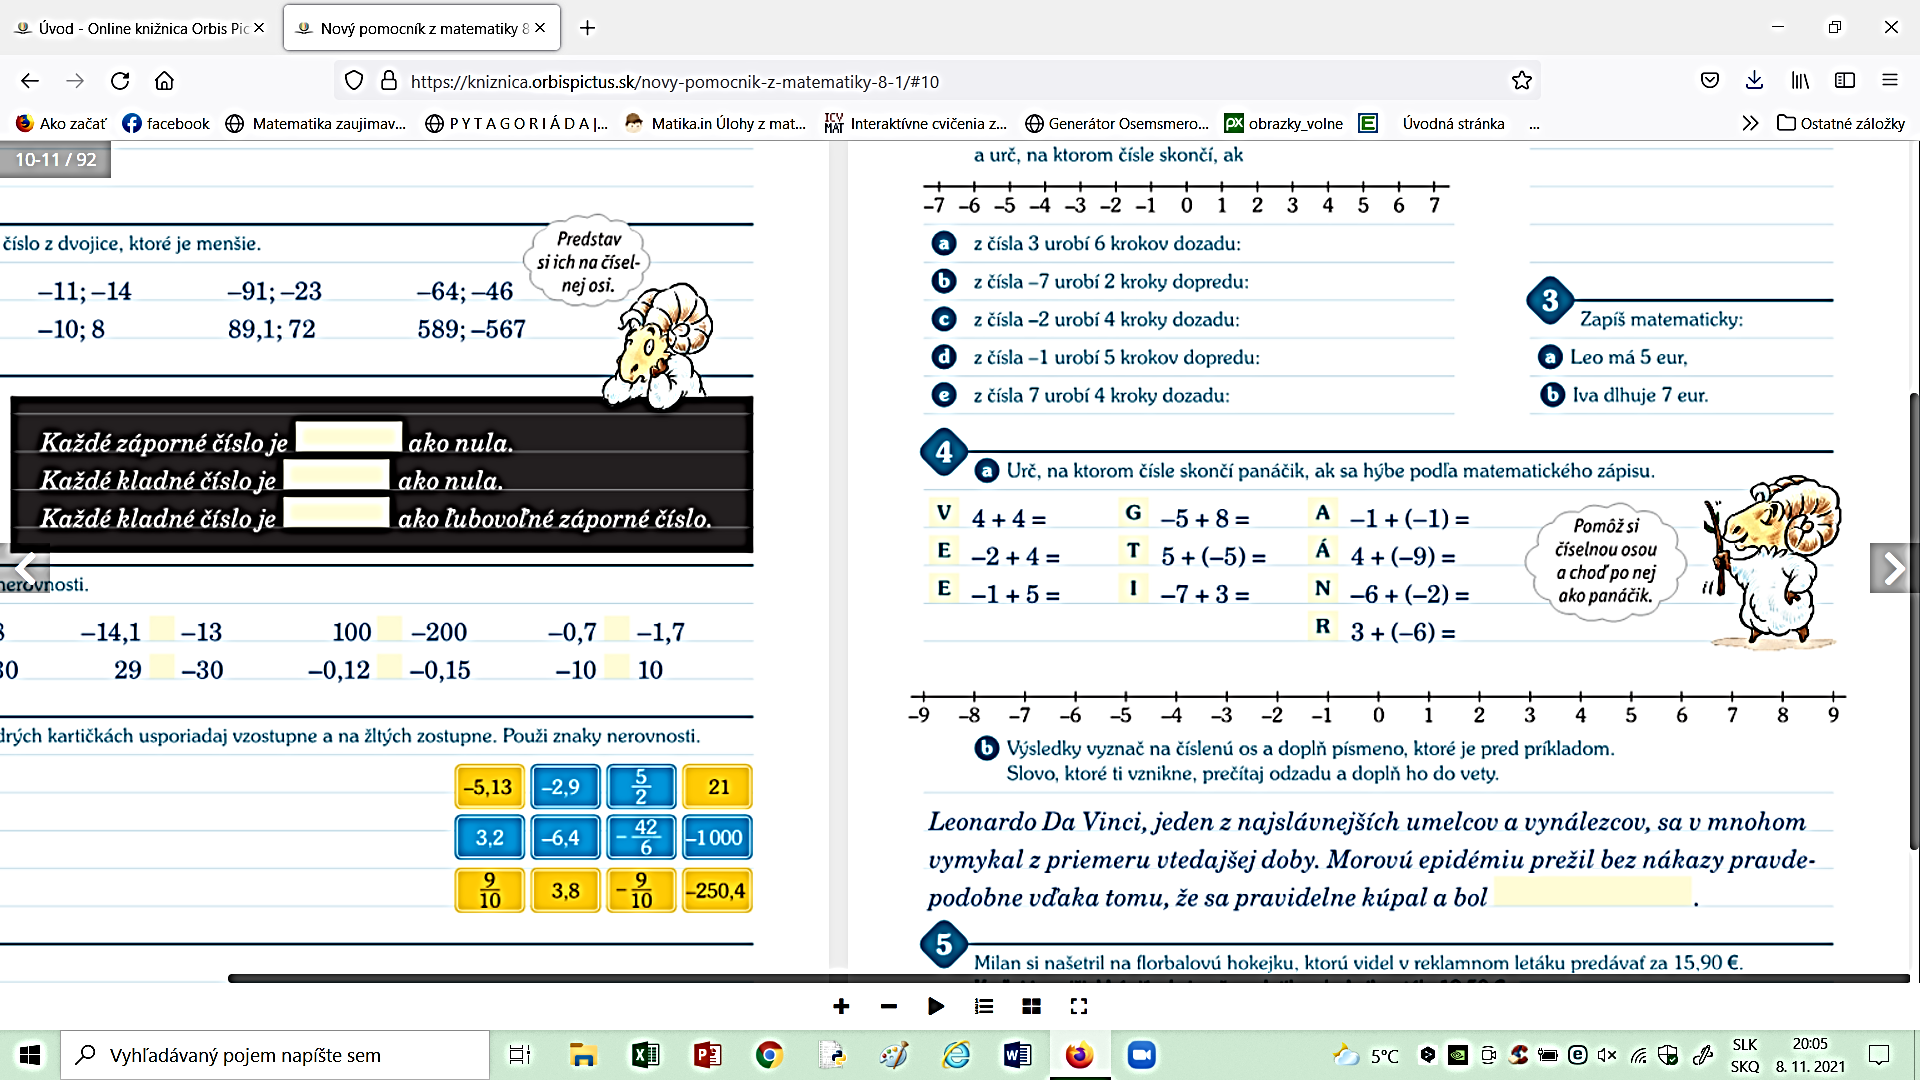 Úvod - Online knižnica Orbis Pic
Nový pomocník z matematiky 8
https://kniznica.orbispictus.sk/novy-pomocnik-z-matematiky-8-1/#10
Ako začať
facebook
Matematika zaujimav...
P Y T A G O R I Á D A |...
Matika.in Úlohy z mat...
ICY MAT
Interaktívne cvičenia z...
Generátor Osemsmero...
px
obrazky_volne
E
Úvodná stránka
...
Ostatné záložky
10-11 / 92
číslo z dvojice, ktoré je menšie.
Predstav
si ich na čísel-
nej osi.
–11; –14 –91; –23 –64; –46
–10; 8 89,1; 72 589; –567
Každé záporné číslo je ako nula.
Každé kladné číslo je ako nula.
Každé kladné číslo je ako ľubovoľné záporné číslo.
nerovnosti.
8 –14,1 –13 100 –200 –0,7 –1,7
30 29 –30 –0,12 –0,15 –10 10
drých kartičkách usporiadaj vzostupne a na žltých zostupne. Použi znaky nerovnosti.
–5,13 –2,9 5/2 21
3,2 –6,4 –42/6 –1 000
9/10 3,8 –9/10 –250,4
a urč, na ktorom čísle skončí, ak
–7 –6 –5 –4 –3 –2 –1 0 1 2 3 4 5 6 7
a z čísla 3 urobí 6 krokov dozadu:
b z čísla –7 urobí 2 kroky dopredu:
c z čísla –2 urobí 4 kroky dozadu:
d z čísla –1 urobí 5 krokov dopredu:
e z čísla 7 urobí 4 kroky dozadu:
3
Zapíš matematicky:
a Leo má 5 eur,
b Iva dlhuje 7 eur.
4
a Urč, na ktorom čísle skončí panáčik, ak sa hýbe podľa matematického zápisu.
V 4 + 4 = G –5 + 8 = A –1 + (–1) =
E –2 + 4 = T 5 + (–5) = Á 4 + (–9) =
E –1 + 5 = I –7 + 3 = N –6 + (–2) =
R 3 + (–6) =
Pomôž si
číselnou osou
a choď po nej
ako panáčik.
–9 –8 –7 –6 –5 –4 –3 –2 –1 0 1 2 3 4 5 6 7 8 9
b Výsledky vyznač na číslenú os a doplň písmeno, ktoré je pred príkladom.
Slovo, ktoré ti vznikne, prečítaj odzadu a doplň ho do vety.
Leonardo Da Vinci, jeden z najslávnejších umelcov a vynálezcov, sa v mnohom
vymykal z priemeru vtedajšej doby. Morovú epidémiu prežil bez nákazy pravde-
podobne vďaka tomu, že sa pravidelne kúpal a bol .
5
Milan si našetril na florbalovú hokejku, ktorú videl v reklamnom letáku predávať za 15,90 €.
Vyhľadávaný pojem napíšte sem
5°C
SLK
SKQ
20:05
8. 11. 2021